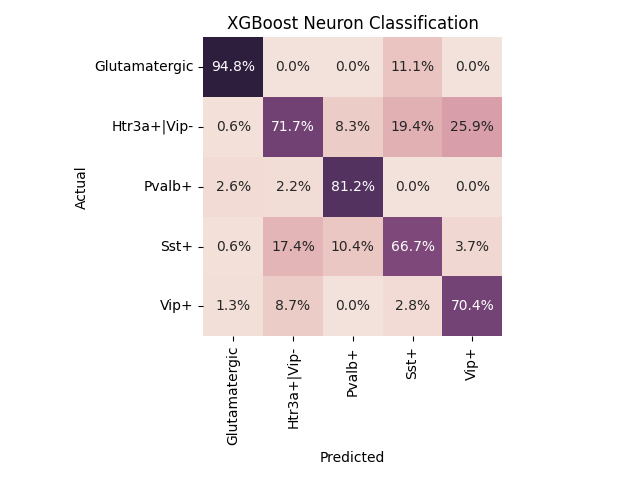 XGBoost Neuron Classification
Glutamatergic 94.8% 0.0% 0.0% 11.1% 0.0%
Htr3a+|Vip- 0.6% 71.7% 8.3% 19.4% 25.9%
Pvalb+ 2.6% 2.2% 81.2% 0.0% 0.0%
Sst+ 0.6% 17.4% 10.4% 66.7% 3.7%
Vip+ 1.3% 8.7% 0.0% 2.8% 70.4%
Actual
Glutamatergic
Htr3a+|Vip-
Pvalb+
Sst+
Vip+
Predicted